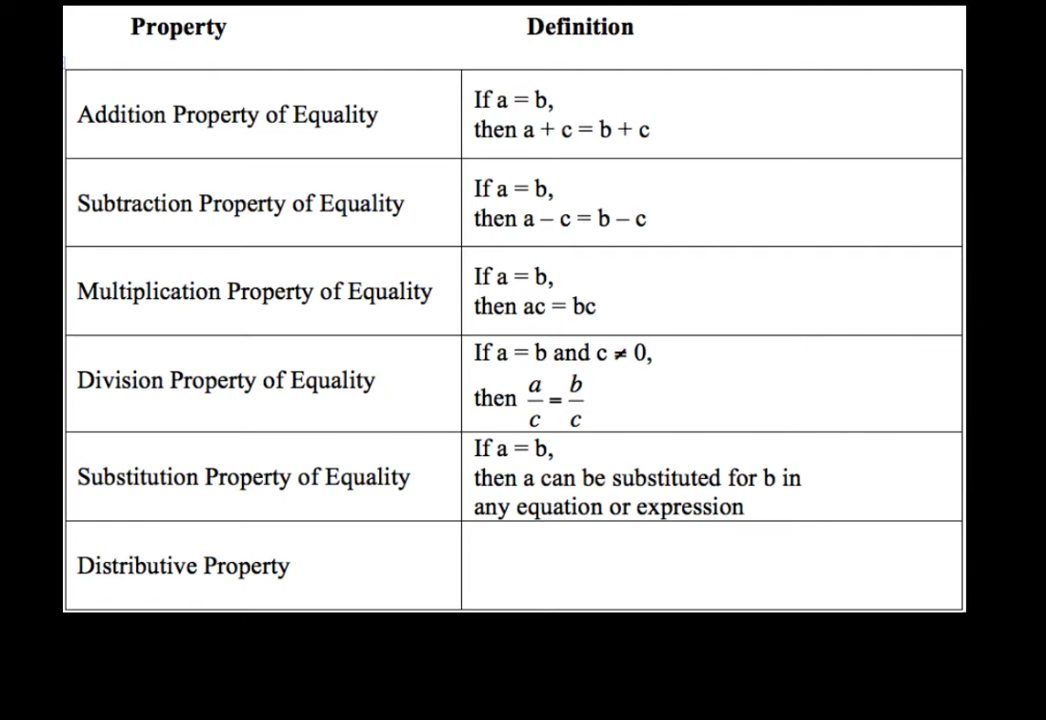 Property Definition
Addition Property of Equality
If a = b,
then a + c = b + c
Subtraction Property of Equality
If a = b,
then a – c = b – c
Multiplication Property of Equality
If a = b,
then ac = bc
Division Property of Equality
If a = b and c ≠ 0,
then a/c = b/c
Substitution Property of Equality
If a = b,
then a can be substituted for b in
any equation or expression
Distributive Property